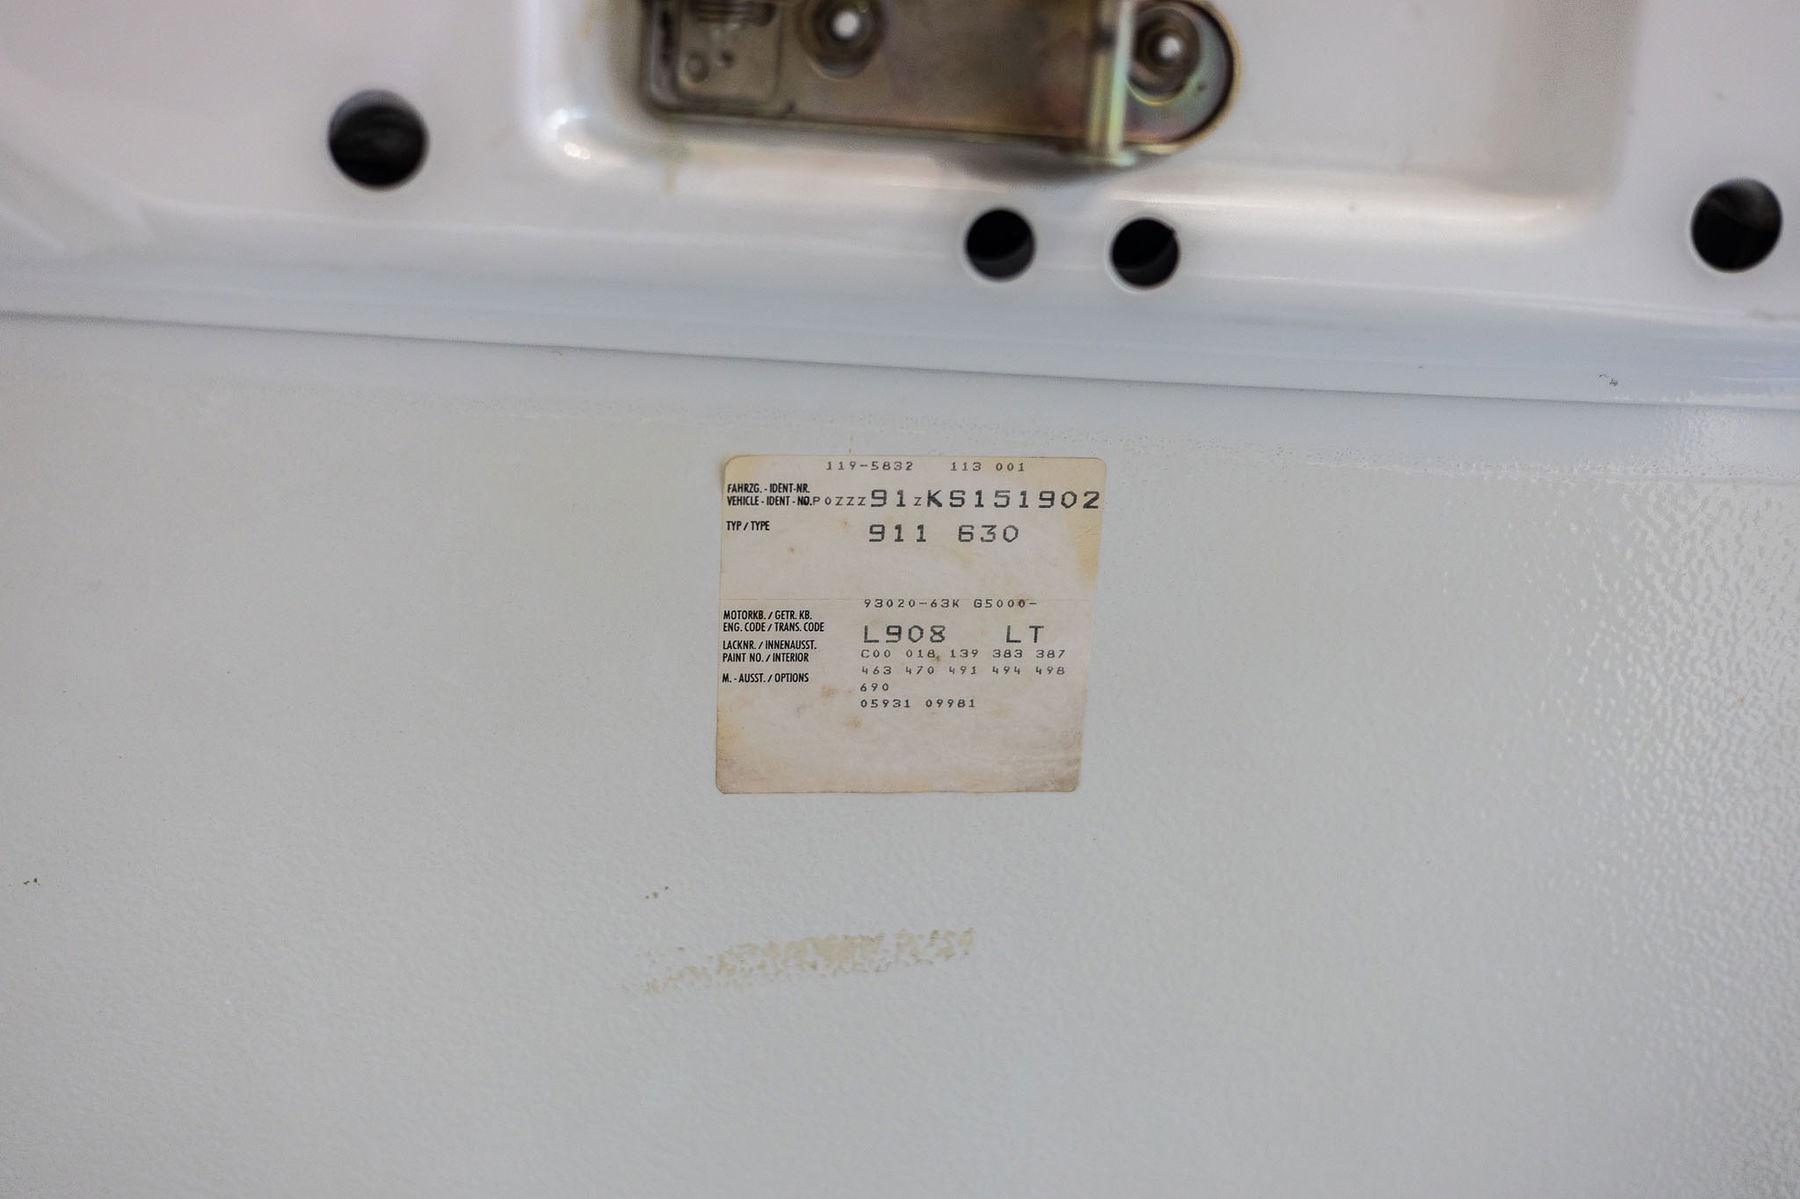 119-5832 113 001
FAHRZG. - IDENT-NR.
VEHICLE - IDENT - NO. P0ZZZ91ZKS151902
TYP / TYPE 911 630
93020-63K G5000-
MOTORKB. / GETR. KB.
ENG. CODE / TRANS. CODE L908 LT
LACKNR. / INNENAUSST.
PAINT NO. / INTERIOR C00 018 139 383 387
463 470 491 494 498
M. - AUSST. / OPTIONS 690
05931 09981